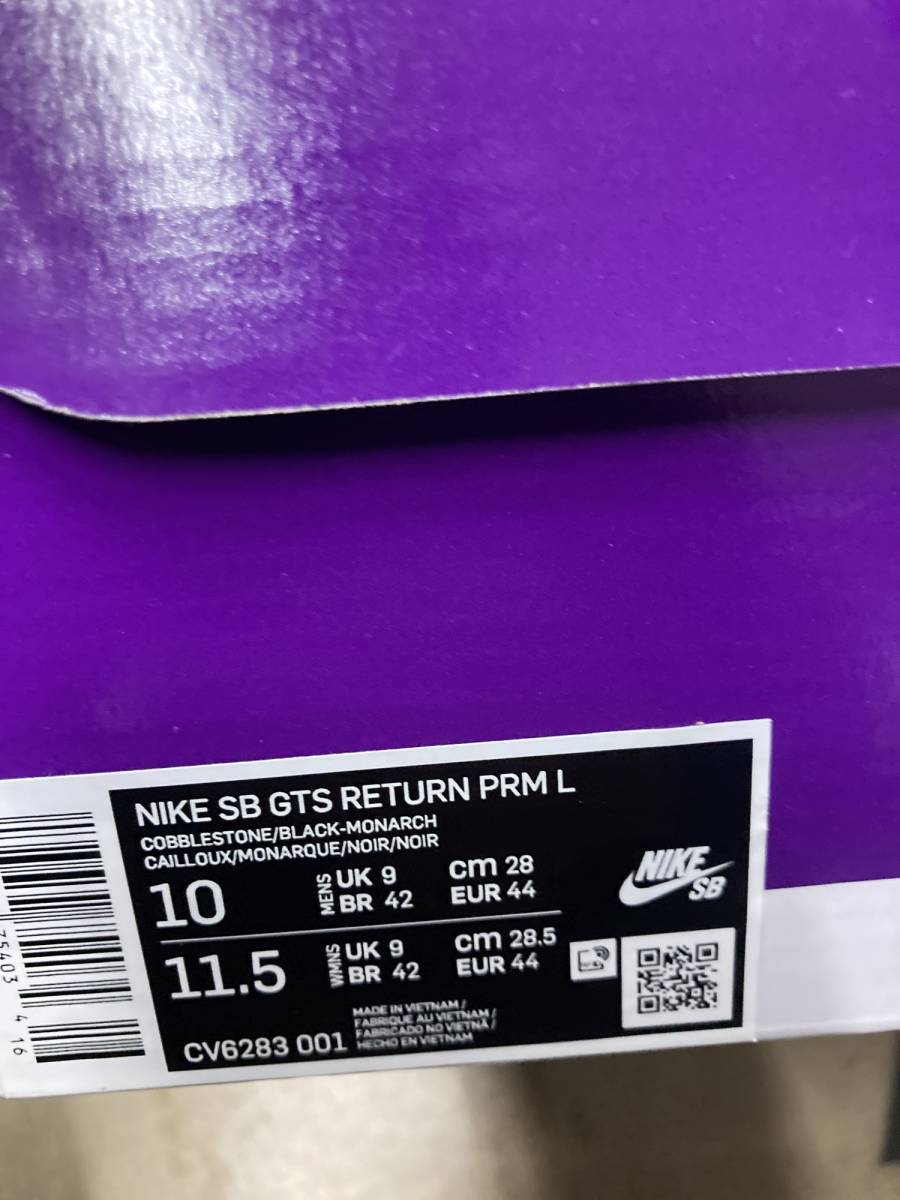 NIKE SB GTS RETURN PRM L
COBBLESTONE/BLACK-MONARCH
CAILLOUX/MONARQUE/NOIR/NOIR
10 MENS UK 9 cm 28
BR 42 EUR 44
11.5 WMNS UK 9 cm 28.5
BR 42 EUR 44
CV6283 001
MADE IN VIETNAM /
FABRIQUE AU VIETNAM /
FABRICADO NO VIETNÃ /
HECHO EN VIETNAM
NIKE
SB
75403 4 16